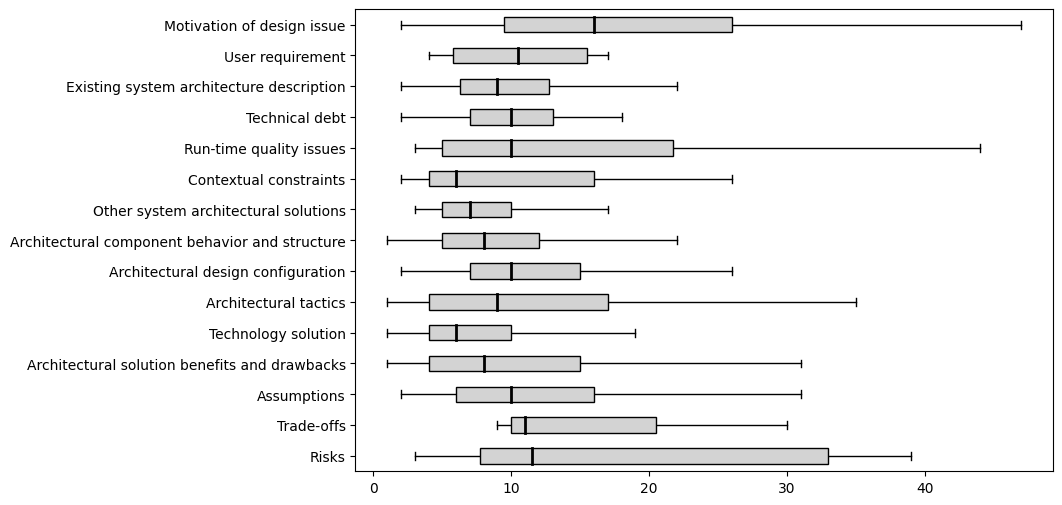 Motivation of design issue
User requirement
Existing system architecture description
Technical debt
Run-time quality issues
Contextual constraints
Other system architectural solutions
Architectural component behavior and structure
Architectural design configuration
Architectural tactics
Technology solution
Architectural solution benefits and drawbacks
Assumptions
Trade-offs
Risks
0 10 20 30 40